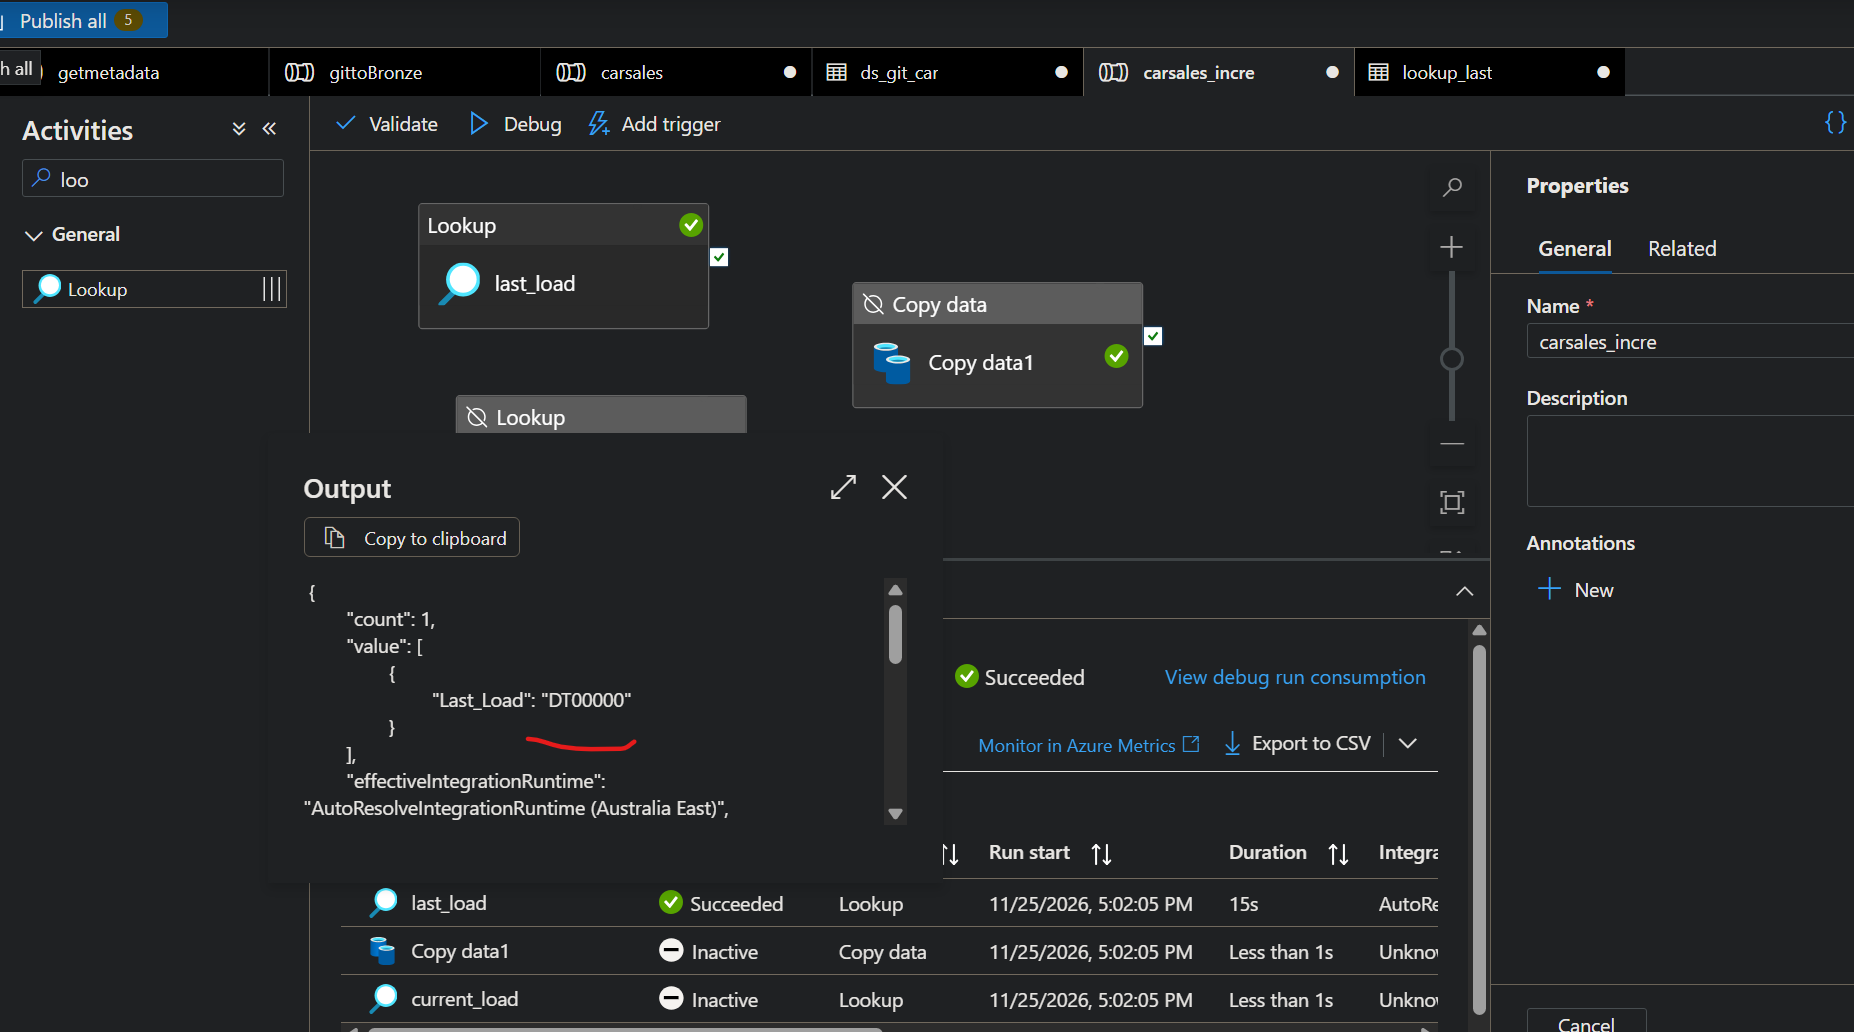 Publish all 5
h all
getmetadata
gittoBronze
carsales
ds_git_car
carsales_incre
lookup_last
Activities
loo
General
Lookup
Validate
Debug
Add trigger
{}
Lookup
last_load
Copy data
Copy data1
Lookup
Properties
General
Related
Name *
carsales_incre
Description
Annotations
New
Output
Copy to clipboard
{
"count": 1,
"value": [
{
"Last_Load": "DT00000"
}
],
"effectiveIntegrationRuntime":
"AutoResolveIntegrationRuntime (Australia East)",
Succeeded
View debug run consumption
Monitor in Azure Metrics
Export to CSV
Run start
Duration
Integra
last_load Succeeded Lookup 11/25/2026, 5:02:05 PM 15s AutoRe
Copy data1 Inactive Copy data 11/25/2026, 5:02:05 PM Less than 1s Unkno
current_load Inactive Lookup 11/25/2026, 5:02:05 PM Less than 1s Unkno
Cancel